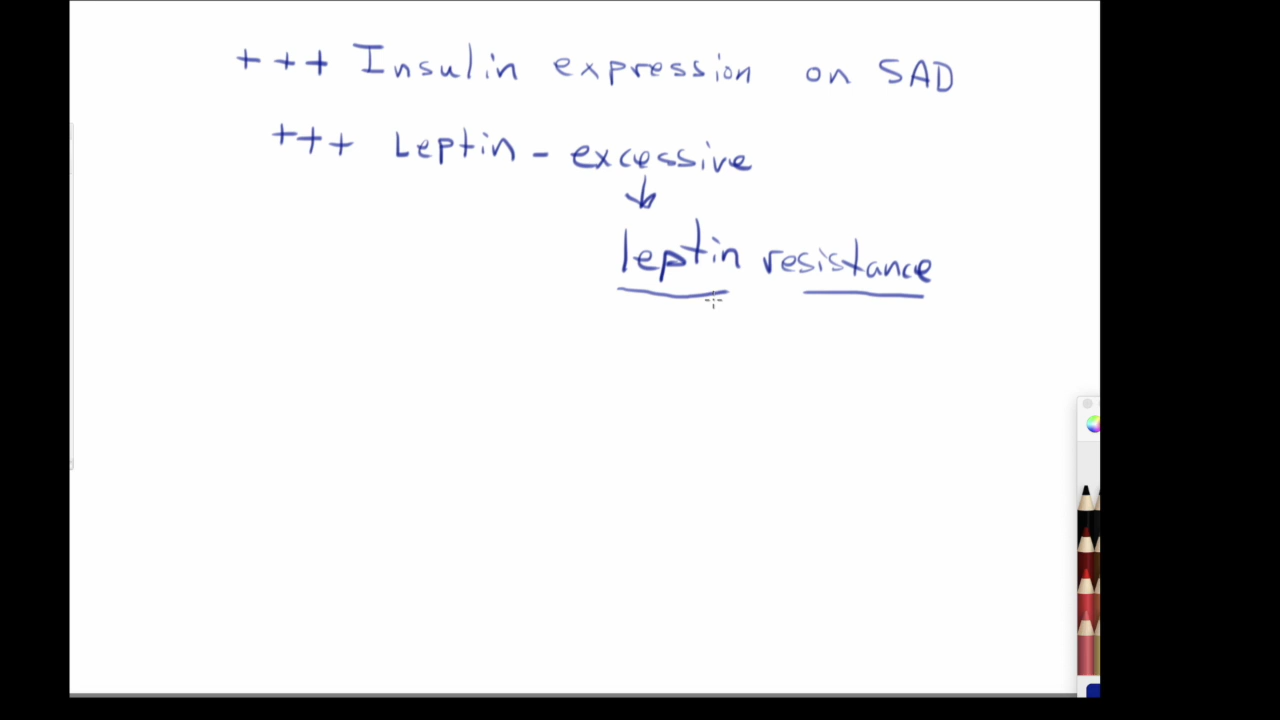 +++ Insulin expression on SAD
+++ Leptin - excessive
↓
leptin resistance